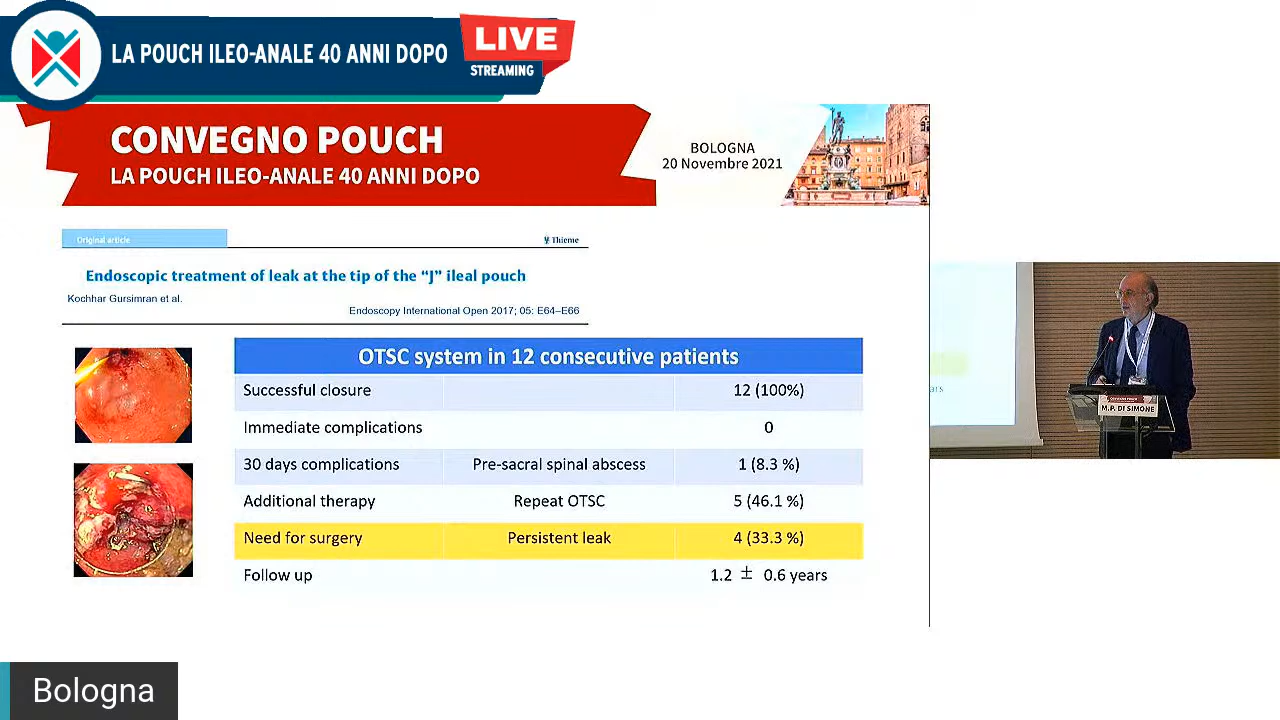 LA POUCH ILEO-ANALE 40 ANNI DOPO
LIVE
STREAMING
CONVEGNO POUCH
LA POUCH ILEO-ANALE 40 ANNI DOPO
BOLOGNA
20 Novembre 2021
Original article
Thieme
Endoscopic treatment of leak at the tip of the “J” ileal pouch
Kochhar Gursimran et al.
Endoscopy International Open 2017; 05: E64–E66
OTSC system in 12 consecutive patients
Successful closure 12 (100%)
Immediate complications 0
30 days complications Pre-sacral spinal abscess 1 (8.3 %)
Additional therapy Repeat OTSC 5 (46.1 %)
Need for surgery Persistent leak 4 (33.3 %)
Follow up 1.2 ± 0.6 years
ars
CONVEGNO POUCH
M.P. DI SIMONE
Bologna